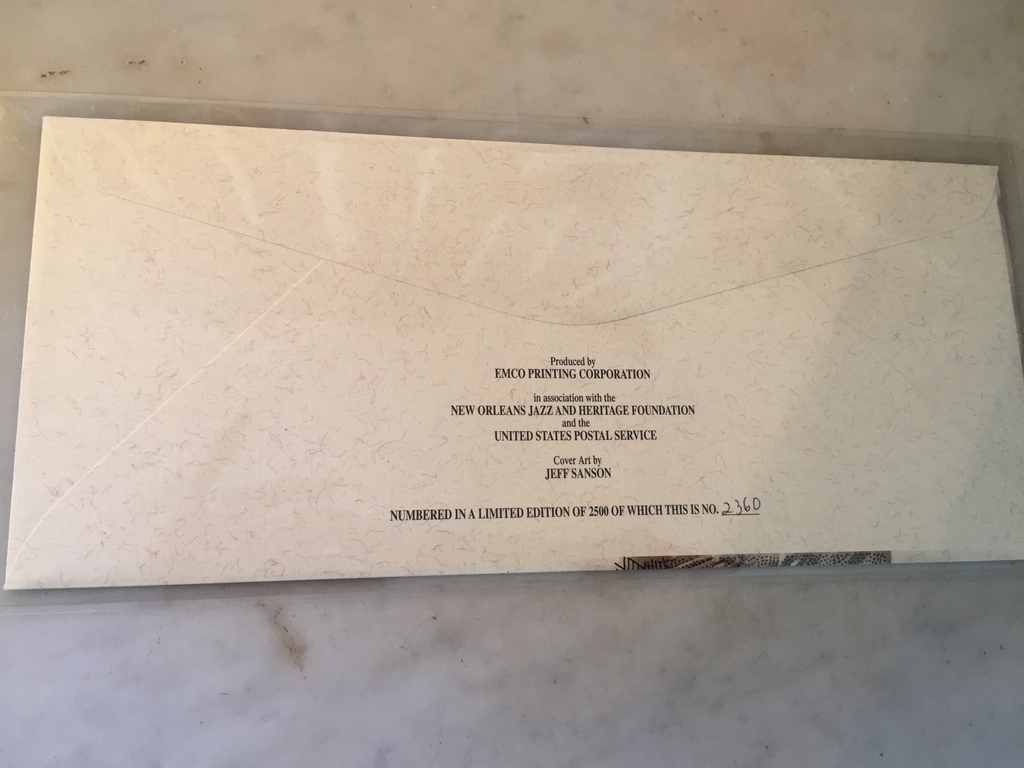 Produced by
EMCO PRINTING CORPORATION
in association with the
NEW ORLEANS JAZZ AND HERITAGE FOUNDATION
and the
UNITED STATES POSTAL SERVICE
Cover Art by
JEFF SANSON
NUMBERED IN A LIMITED EDITION OF 2500 OF WHICH THIS IS NO. 2360